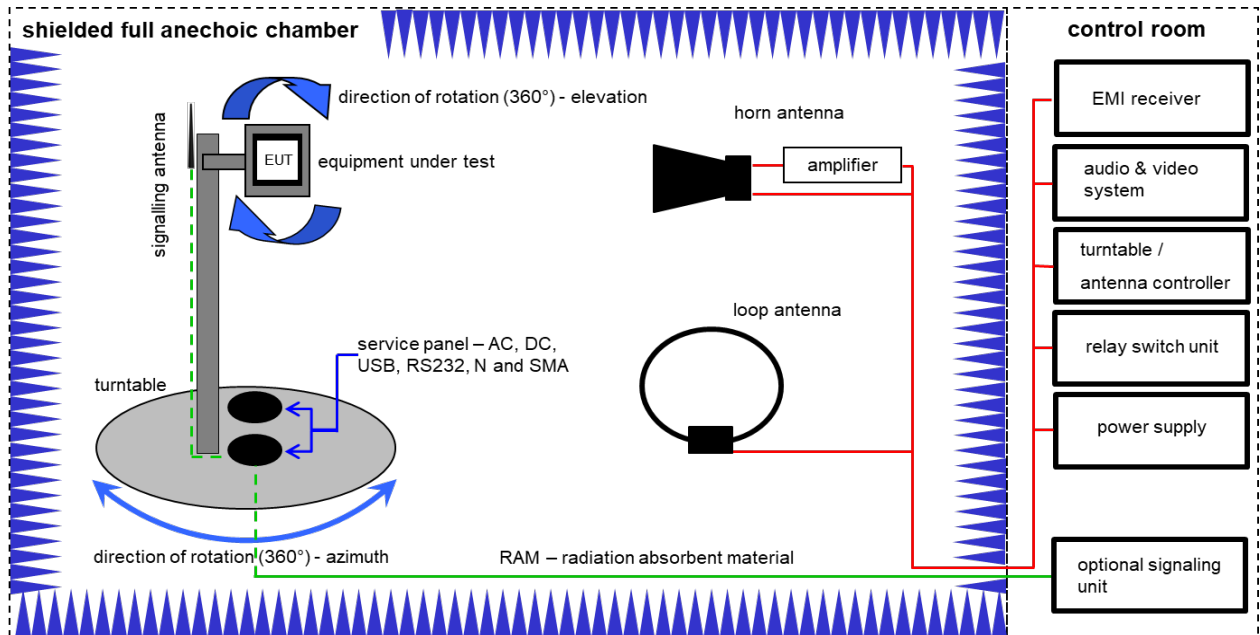 shielded full anechoic chamber
control room
direction of rotation (360°) - elevation
signalling antenna
EUT
equipment under test
horn antenna
amplifier
EMI receiver
audio & video
system
turntable /
antenna controller
loop antenna
service panel – AC, DC,
USB, RS232, N and SMA
turntable
relay switch unit
power supply
direction of rotation (360°) - azimuth
RAM – radiation absorbent material
optional signaling
unit